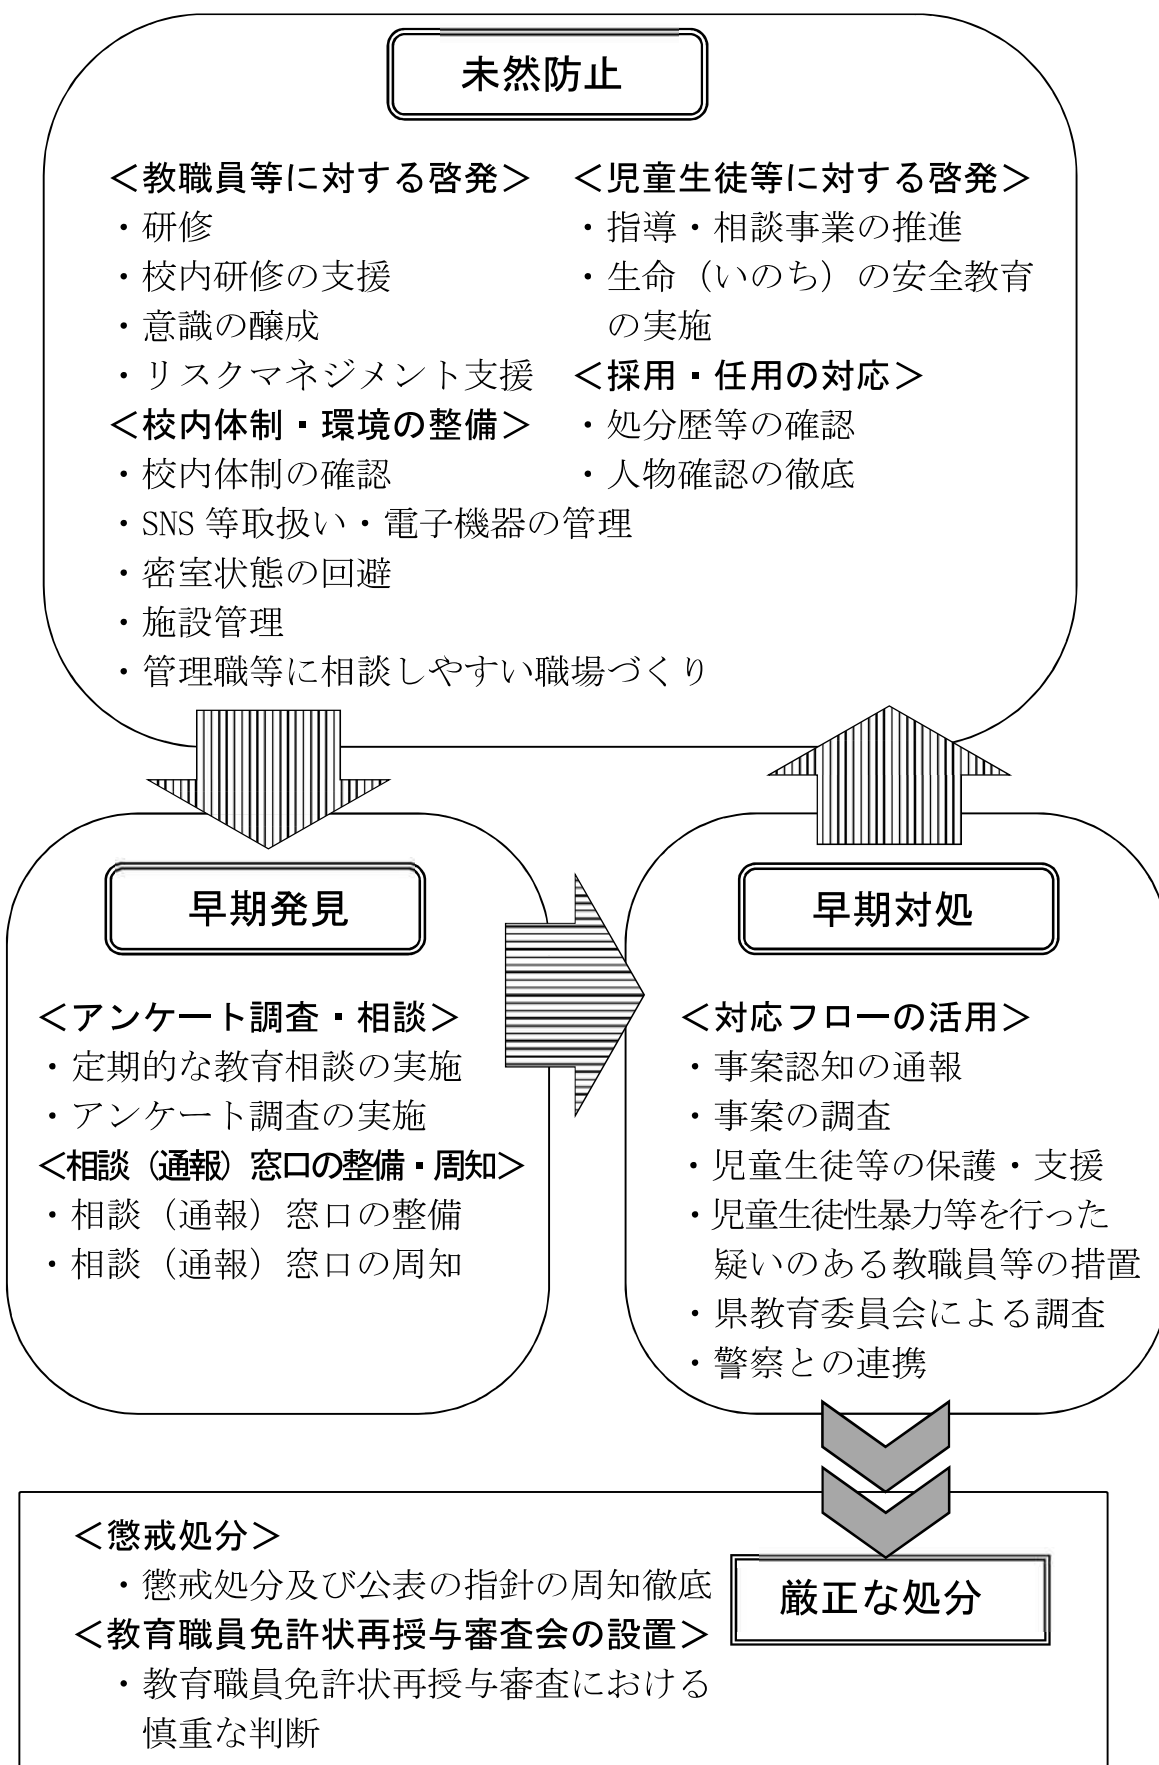 未然防止
＜教職員等に対する啓発＞
・研修
・校内研修の支援
・意識の醸成
・リスクマネジメント支援
＜校内体制・環境の整備＞
・校内体制の確認
・SNS 等取扱い・電子機器の管理
・密室状態の回避
・施設管理
・管理職等に相談しやすい職場づくり
＜児童生徒等に対する啓発＞
・指導・相談事業の推進
・生命（いのち）の安全教育
の実施
＜採用・任用の対応＞
・処分歴等の確認
・人物確認の徹底
早期発見
＜アンケート調査・相談＞
・定期的な教育相談の実施
・アンケート調査の実施
＜相談（通報）窓口の整備・周知＞
・相談（通報）窓口の整備
・相談（通報）窓口の周知
早期対処
＜対応フローの活用＞
・事案認知の通報
・事案の調査
・児童生徒等の保護・支援
・児童生徒性暴力等を行った
疑いのある教職員等の措置
・県教育委員会による調査
・警察との連携
厳正な処分
＜懲戒処分＞
・懲戒処分及び公表の指針の周知徹底
＜教育職員免許状再授与審査会の設置＞
・教育職員免許状再授与審査における
慎重な判断